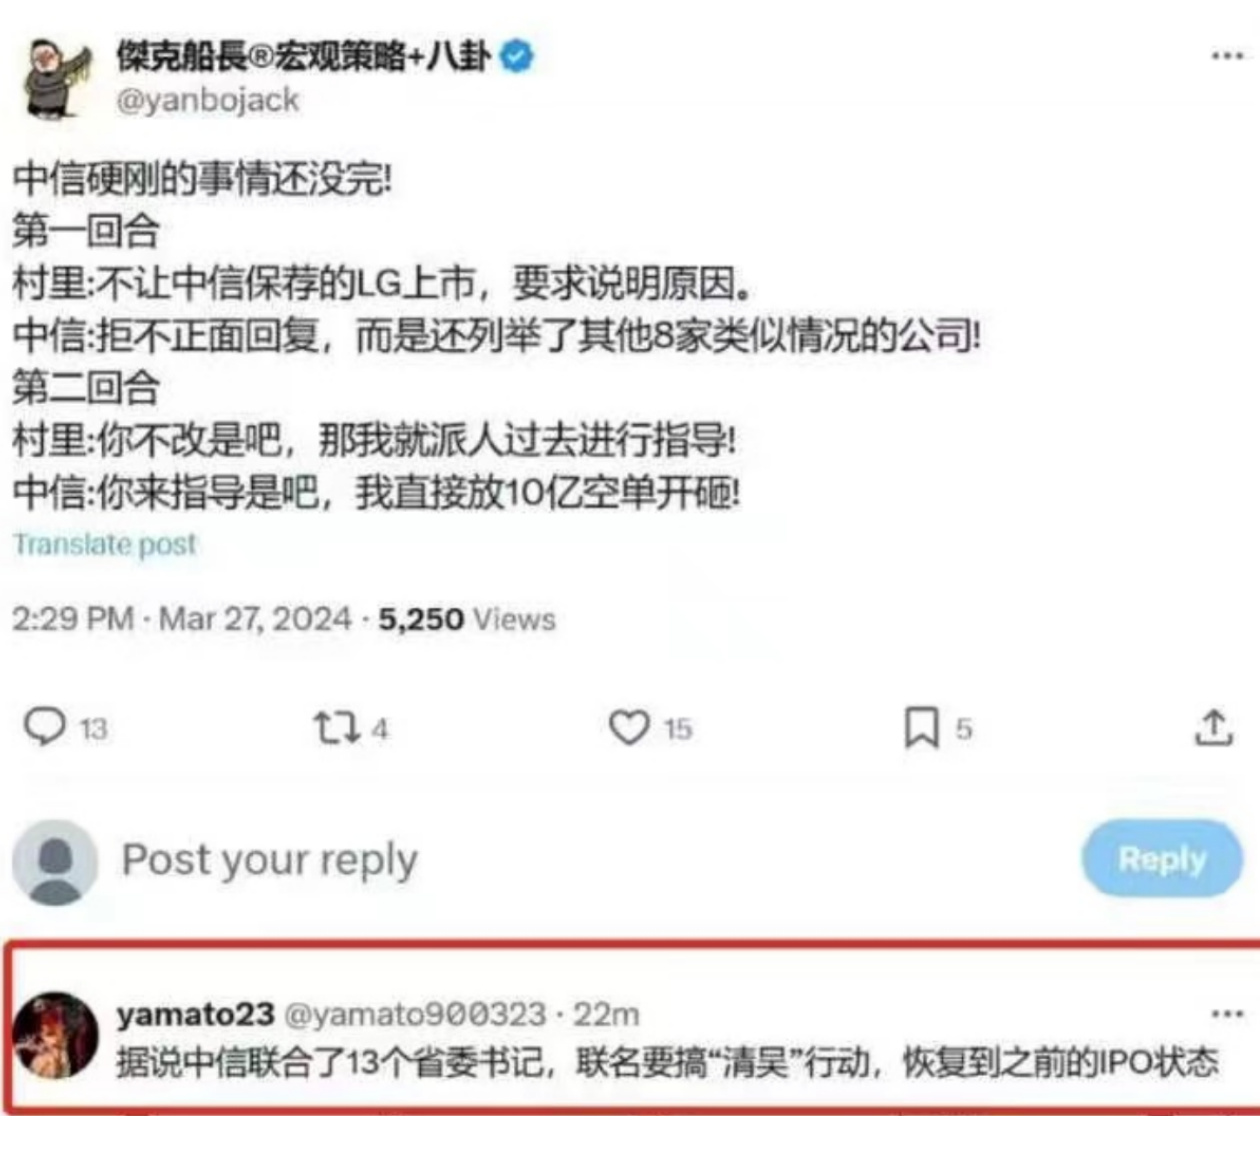 傑克船長®宏观策略+八卦
@yanbojack
中信硬刚的事情还没完!
第一回合
村里:不让中信保荐的LG上市，要求说明原因。
中信:拒不正面回复，而是还列举了其他8家类似情况的公司!
第二回合
村里:你不改是吧，那我就派人过去进行指导!
中信:你来指导是吧，我直接放10亿空单开砸!
Translate post
2:29 PM · Mar 27, 2024 · 5,250 Views
13 4 15 5
Post your reply
Reply
yamato23 @yamato900323 · 22m
据说中信联合了13个省委书记，联名要搞“清吴”行动，恢复到之前的IPO状态